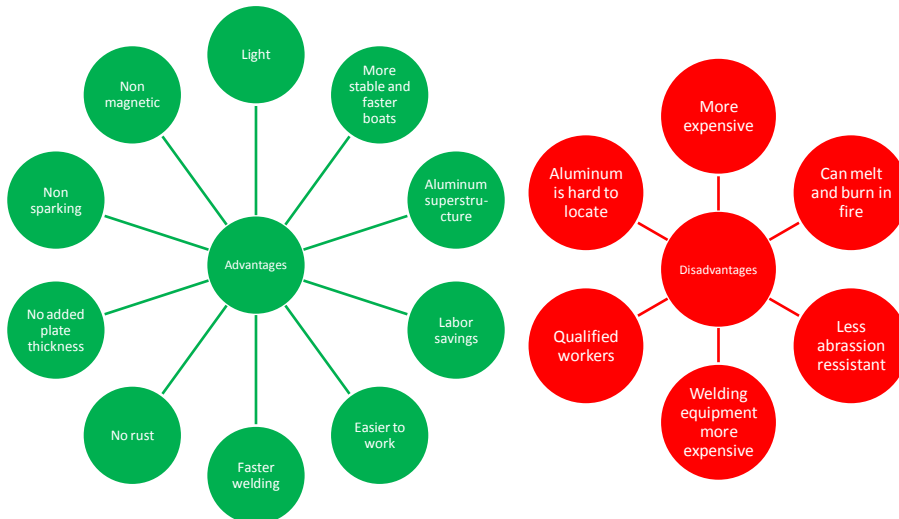 Light
More
stable and
faster
boats
Aluminum
superstru-
cture
Labor
savings
Easier to
work
Faster
welding
No rust
No added
plate
thickness
Non
sparking
Non
magnetic
Advantages
More
expensive
Can melt
and burn in
fire
Less
abrassion
ressistant
Welding
equipment
more
expensive
Qualified
workers
Aluminum
is hard to
locate
Disadvantages